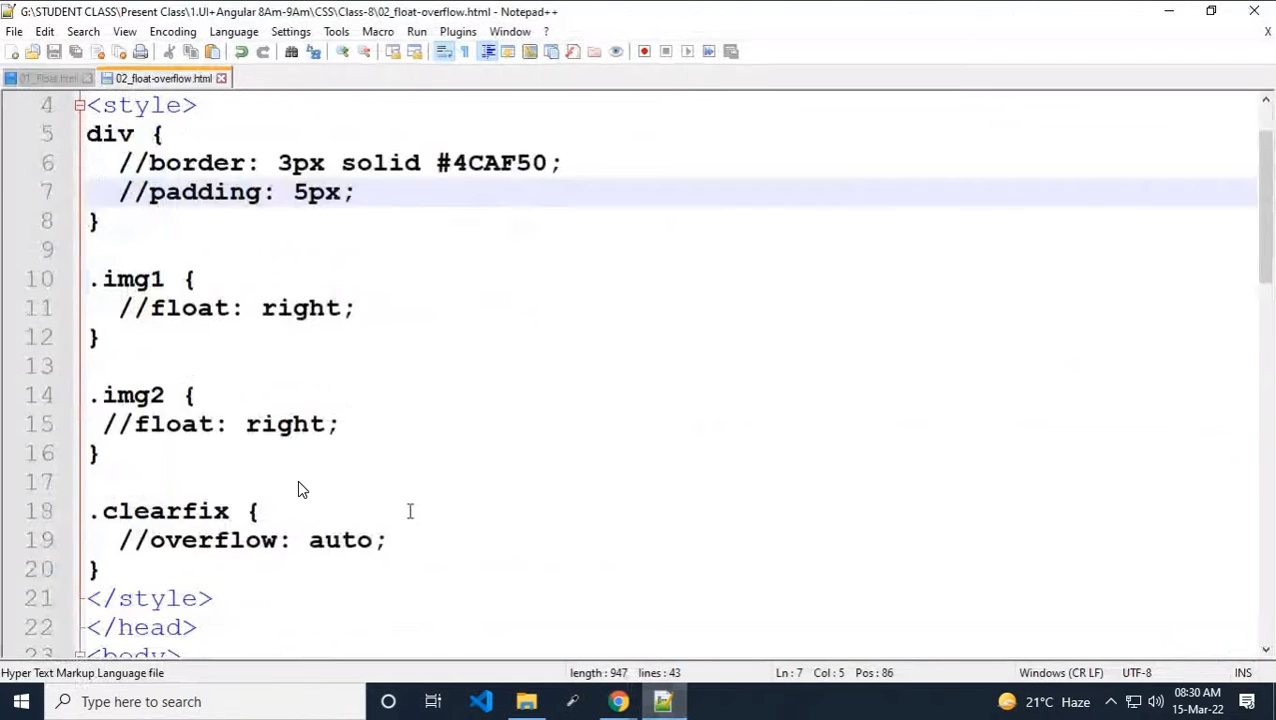 G:\STUDENT CLASS\Present Class\1.UI+Angular 8Am-9Am\CSS\Class-8\02_float-overflow.html - Notepad++
File Edit Search View Encoding Language Settings Tools Macro Run Plugins Window ? X
01_Float.html 02_float-overflow.html
4 <style>
5 div {
6 //border: 3px solid #4CAF50;
7 //padding: 5px;
8 }
9
10 .img1 {
11 //float: right;
12 }
13
14 .img2 {
15 //float: right;
16 }
17
18 .clearfix {
19 //overflow: auto;
20 }
21 </style>
22 </head>
23 <body>
Hyper Text Markup Language file length : 947 lines : 43 Ln : 7 Col : 5 Pos : 86 Windows (CR LF) UTF-8 INS
Type here to search 21°C Haze 08:30 AM
15-Mar-22